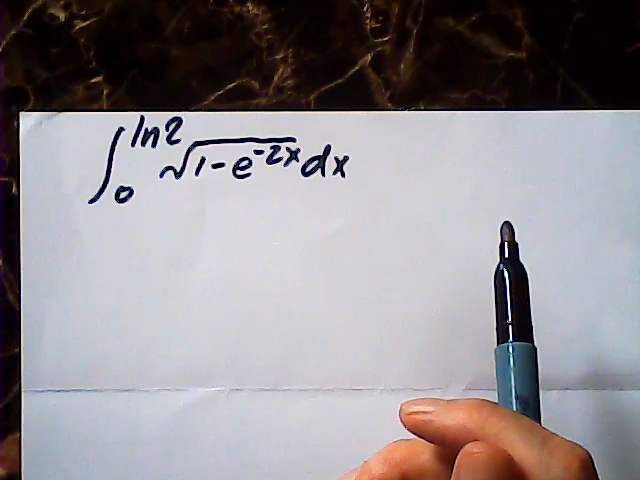 ∫₀^{ln2} √(1-e^{-2x}) dx